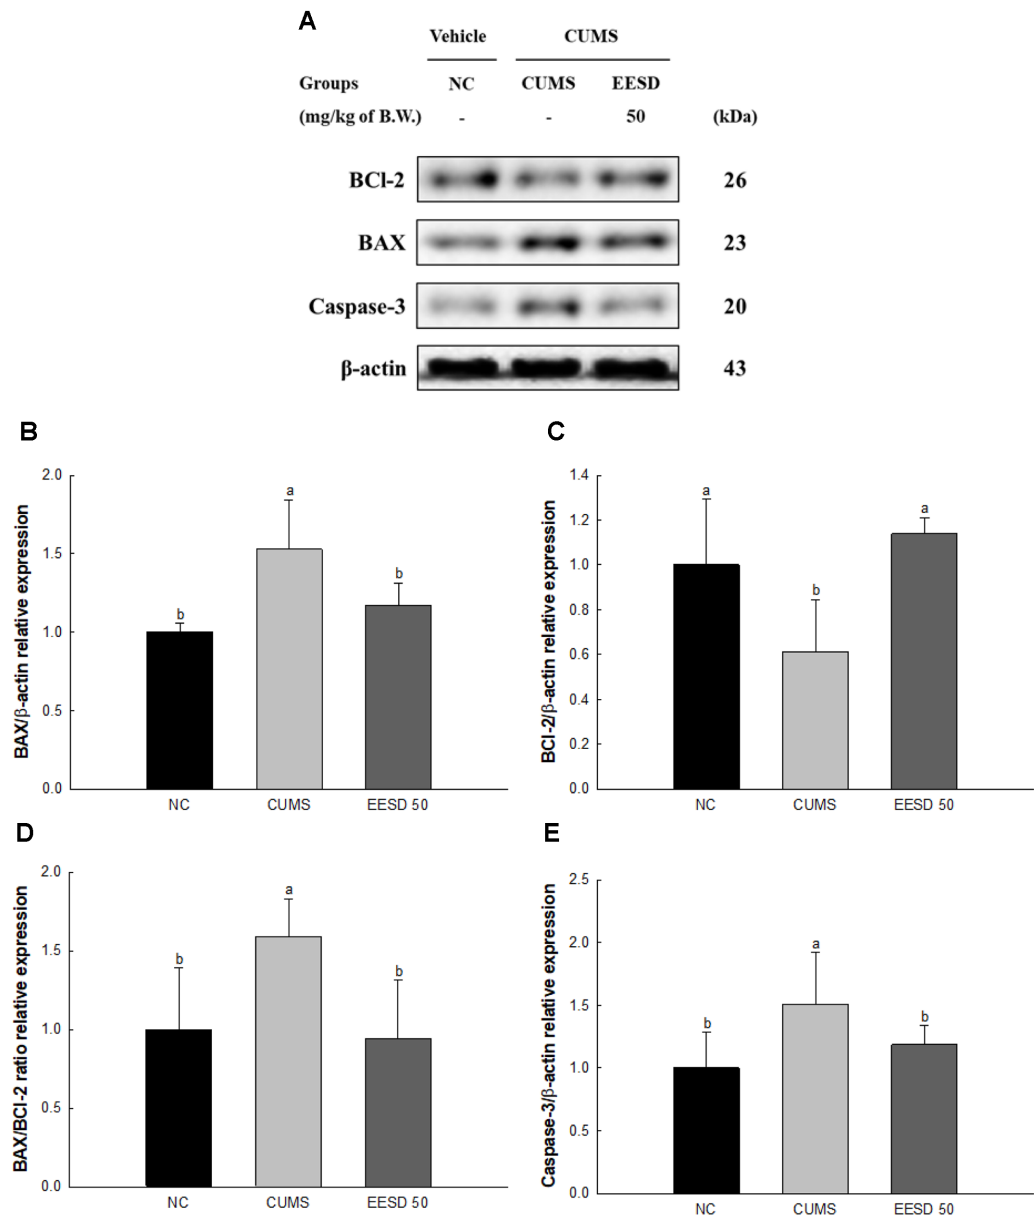 A
Vehicle CUMS
Groups NC CUMS EESD
(mg/kg of B.W.) - - 50 (kDa)
BCl-2 26
BAX 23
Caspase-3 20
β-actin 43
B
BAX/β-actin relative expression
2.0
1.5
1.0
0.5
0.0
b
a
b
NC CUMS EESD 50
C
BCl-2/β-actin relative expression
1.4
1.2
1.0
0.8
0.6
0.4
0.2
0.0
a
b
a
NC CUMS EESD 50
D
BAX/BCl-2 ratio relative expression
2.0
1.5
1.0
0.5
0.0
b
a
b
NC CUMS EESD 50
E
Caspase-3/β-actin relative expression
2.5
2.0
1.5
1.0
0.5
0.0
b
a
b
NC CUMS EESD 50